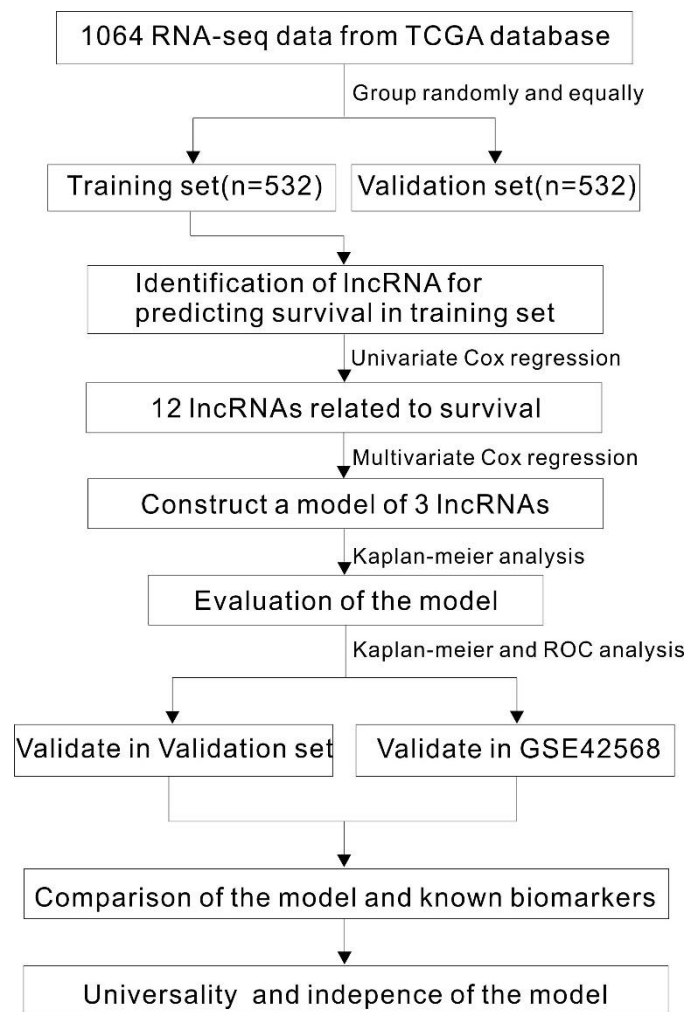 1064 RNA-seq data from TCGA database
Group randomly and equally
Training set(n=532)
Validation set(n=532)
Identification of lncRNA for
predicting survival in training set
Univariate Cox regression
12 lncRNAs related to survival
Multivariate Cox regression
Construct a model of 3 lncRNAs
Kaplan-meier analysis
Evaluation of the model
Kaplan-meier and ROC analysis
Validate in Validation set
Validate in GSE42568
Comparison of the model and known biomarkers
Universality and indepence of the model